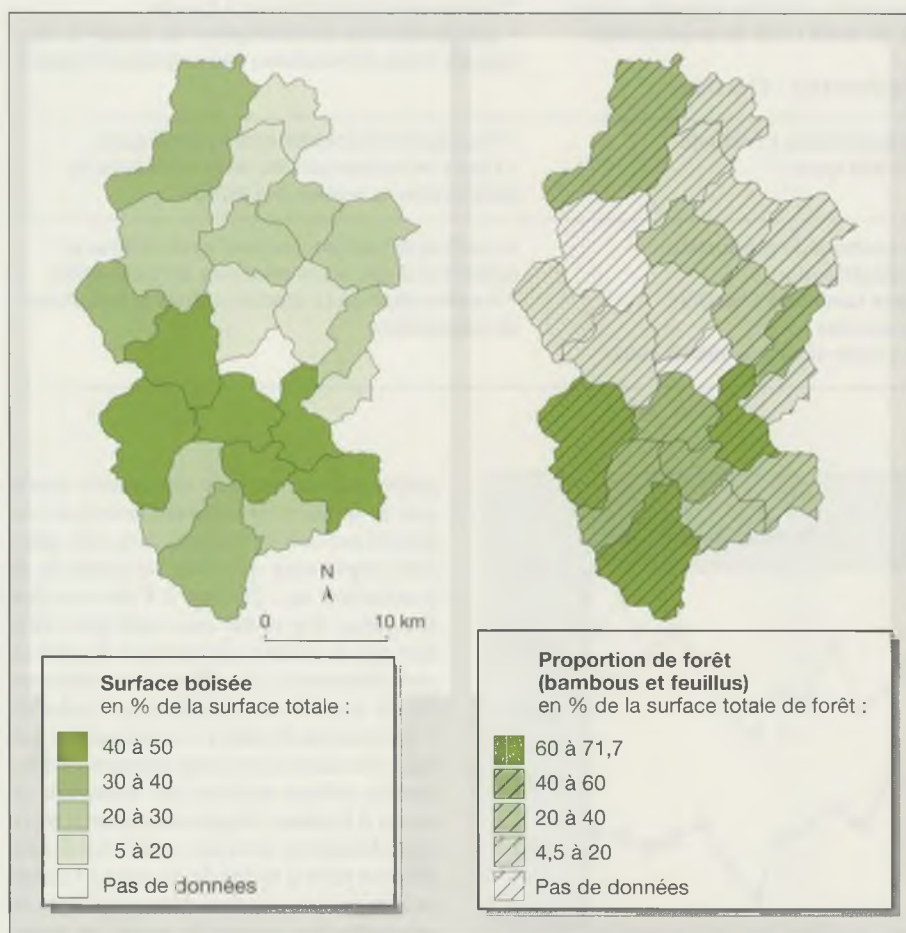 N
0 10 km
Surface boisée
en % de la surface totale :
40 à 50
30 à 40
20 à 30
5 à 20
Pas de données
Proportion de forêt
(bambous et feuillus)
en % de la surface totale de forêt :
60 à 71,7
40 à 60
20 à 40
4,5 à 20
Pas de données